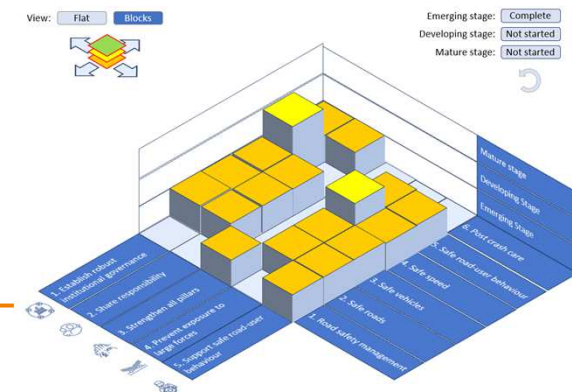 View: Flat Blocks
Emerging stage: Complete
Developing stage: Not started
Mature stage: Not started
Mature stage
Developing Stage
Emerging Stage
1. Establish robust
institutional governance
2. Share responsibility
3. Strengthen all pillars
4. Prevent exposure to
large forces
5. Support safe road-user
behaviour
6. Post crash care
5. Safe road user behaviour
4. Safe speed
3. Safe vehicles
2. Safe roads
1. Road safety management